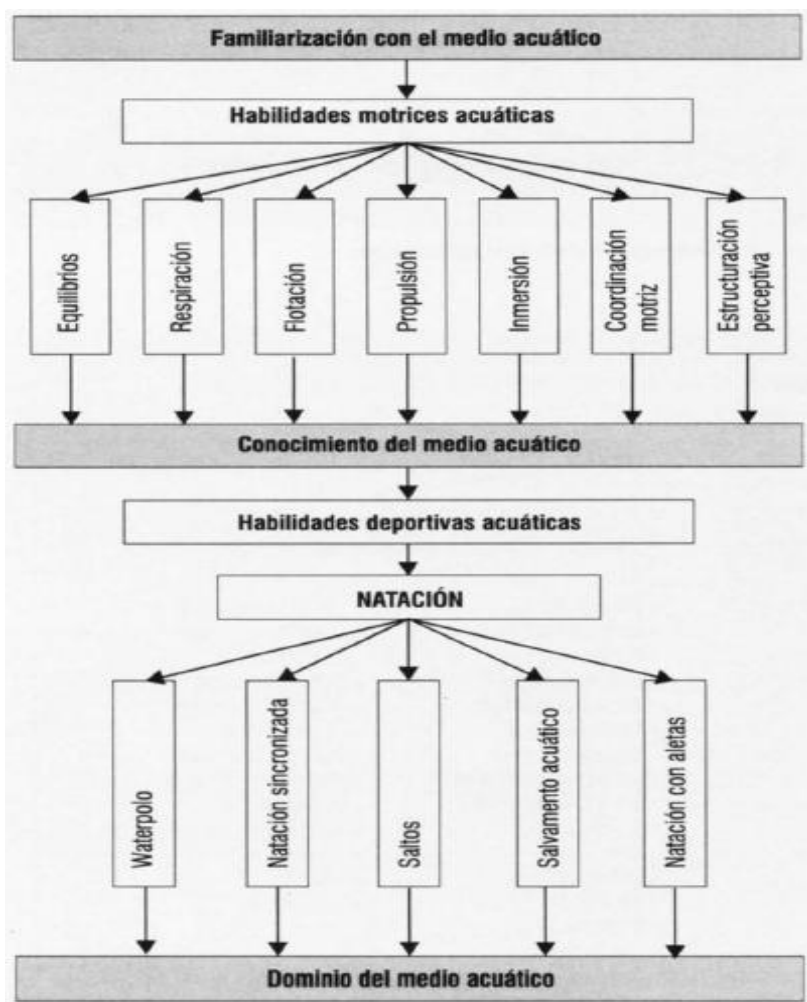 Familiarización con el medio acuático
Habilidades motrices acuáticas
Equilibrios
Respiración
Flotación
Propulsión
Inmersión
Coordinación
motriz
Estructuración
perceptiva
Conocimiento del medio acuático
Habilidades deportivas acuáticas
NATACIÓN
Waterpolo
Natación sincronizada
Saltos
Salvamento acuático
Natación con aletas
Dominio del medio acuático